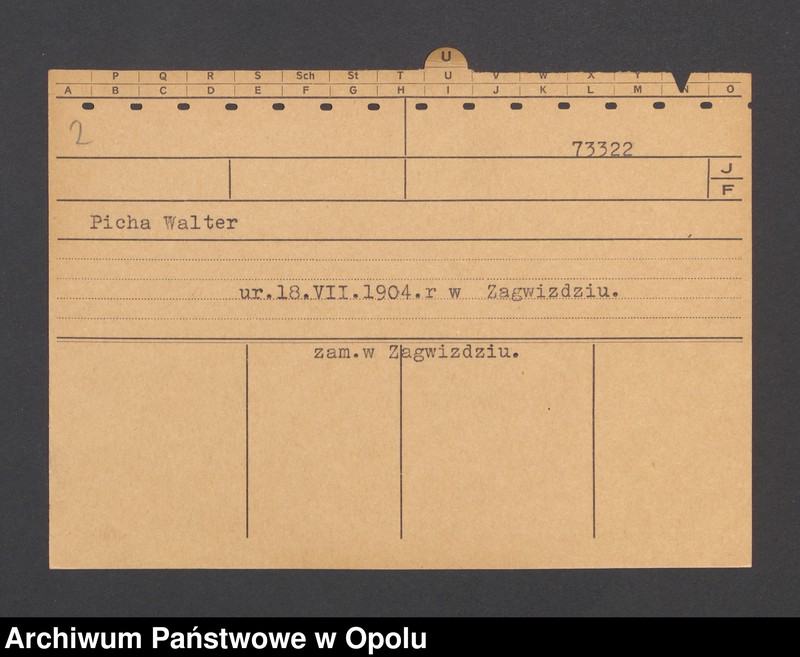 U
P Q R S Sch St T U V W X Y
A B C D E F G H I J K L M N O
2
73322
J
F
Picha Walter
ur.18.VII.1904.r w Zagwizdziu.
zam.w Zagwizdziu.
Archiwum Państwowe w Opolu